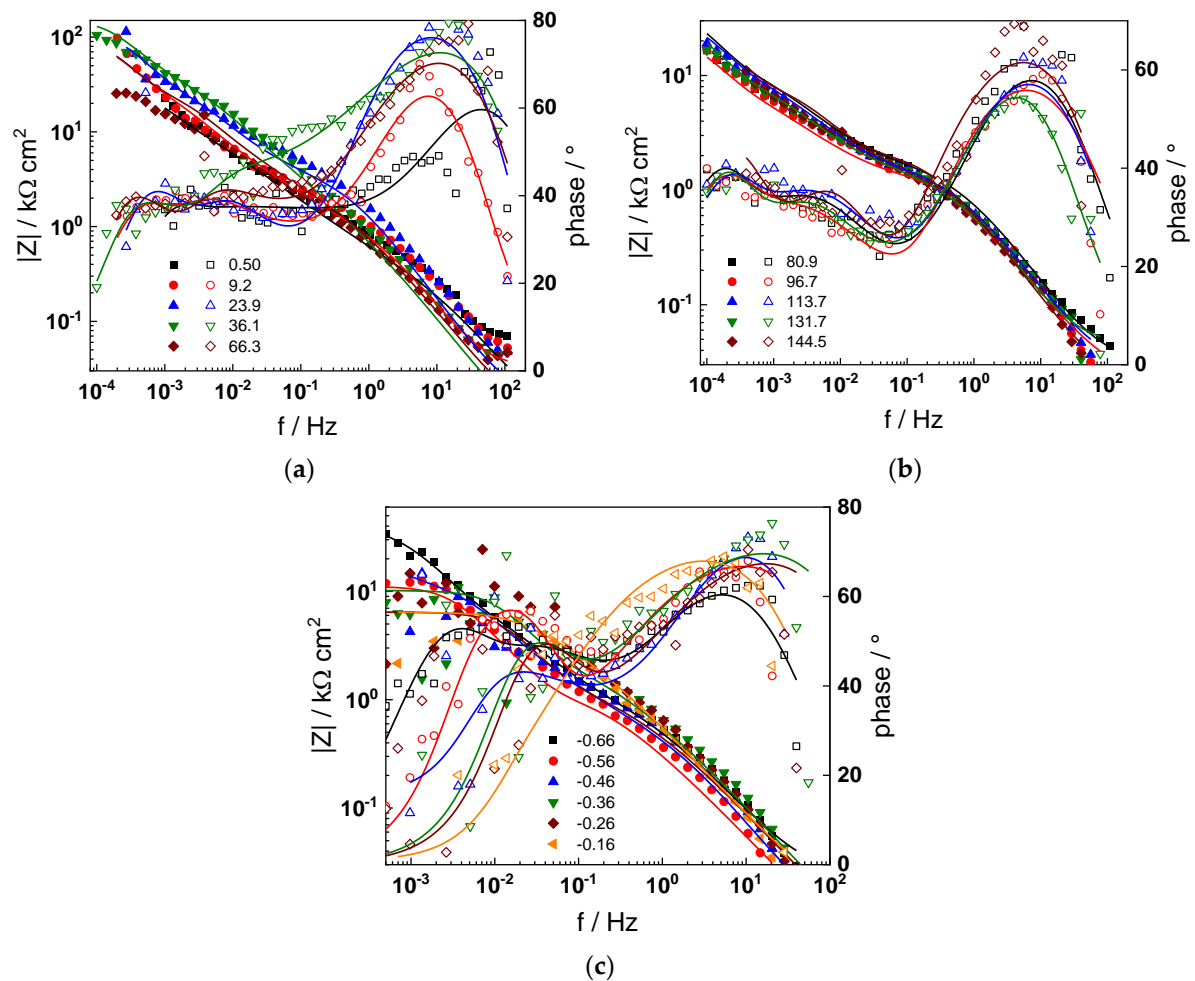 10²
10¹
10⁰
10⁻¹
|Z| / kΩ cm²
80
60
40
20
0
phase / °
0.50
9.2
23.9
36.1
66.3
10⁻⁴ 10⁻³ 10⁻² 10⁻¹ 10⁰ 10¹ 10²
f / Hz
(a)
10¹
10⁰
10⁻¹
|Z| / kΩ cm²
60
40
20
0
phase / °
80.9
96.7
113.7
131.7
144.5
10⁻⁴ 10⁻³ 10⁻² 10⁻¹ 10⁰ 10¹ 10²
f / Hz
(b)
10¹
10⁰
10⁻¹
|Z| / kΩ cm²
80
60
40
20
0
phase / °
-0.66
-0.56
-0.46
-0.36
-0.26
-0.16
10⁻³ 10⁻² 10⁻¹ 10⁰ 10¹ 10²
f / Hz
(c)